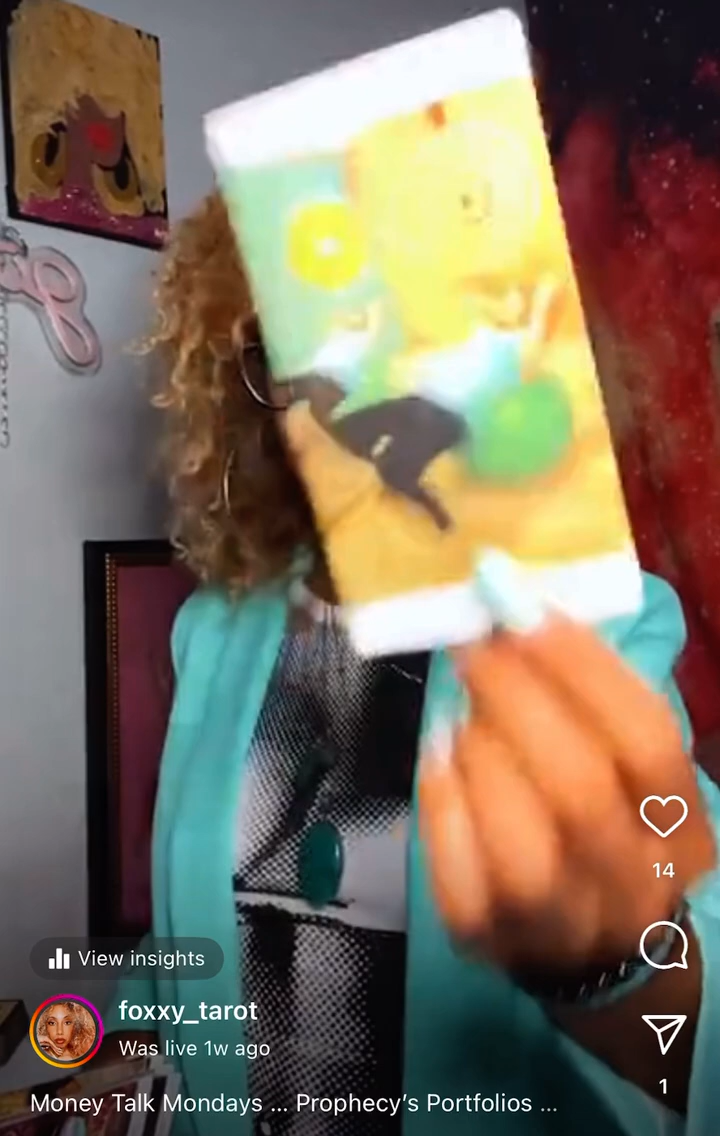 14
View insights
foxxy_tarot
Was live 1w ago
1
Money Talk Mondays ... Prophecy’s Portfolios ...